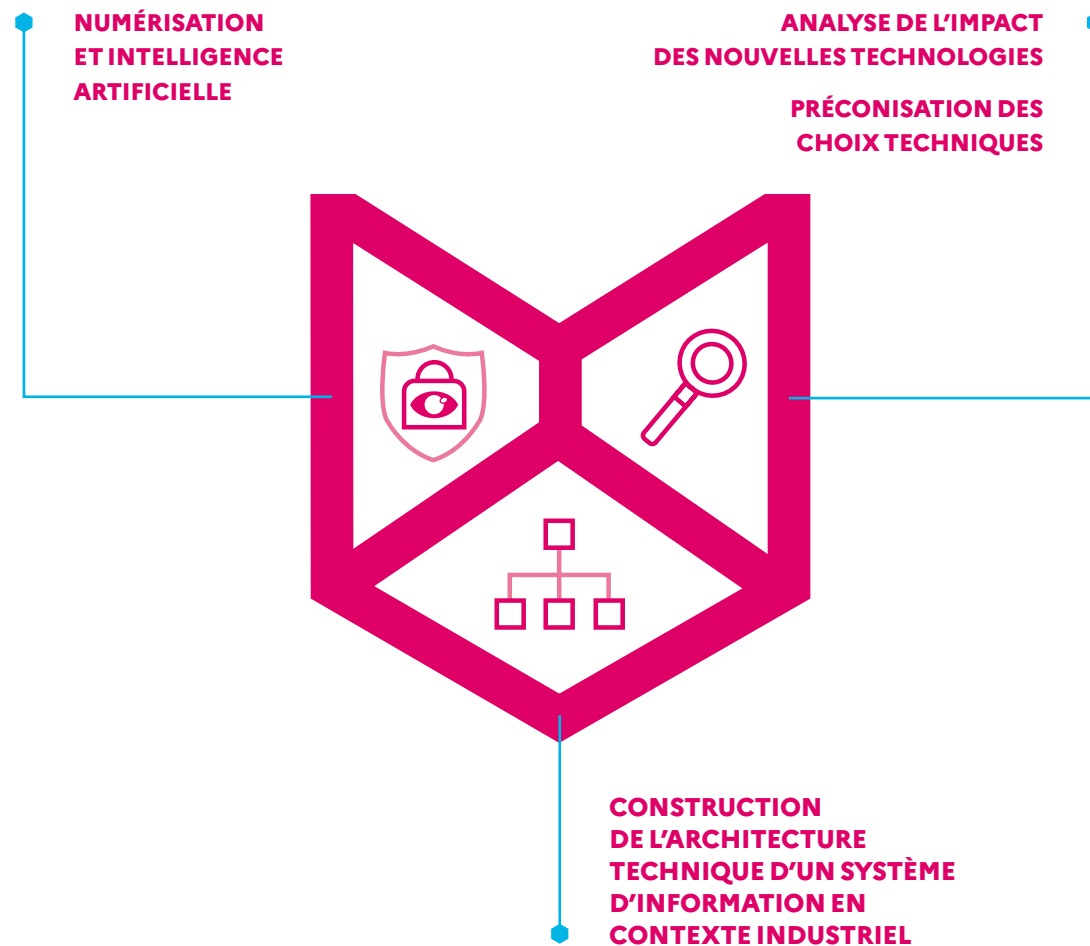 NUMÉRISATION
ET INTELLIGENCE
ARTIFICIELLE
ANALYSE DE L’IMPACT
DES NOUVELLES TECHNOLOGIES
PRÉCONISATION DES
CHOIX TECHNIQUES
CONSTRUCTION
DE L’ARCHITECTURE
TECHNIQUE D’UN SYSTÈME
D’INFORMATION EN
CONTEXTE INDUSTRIEL